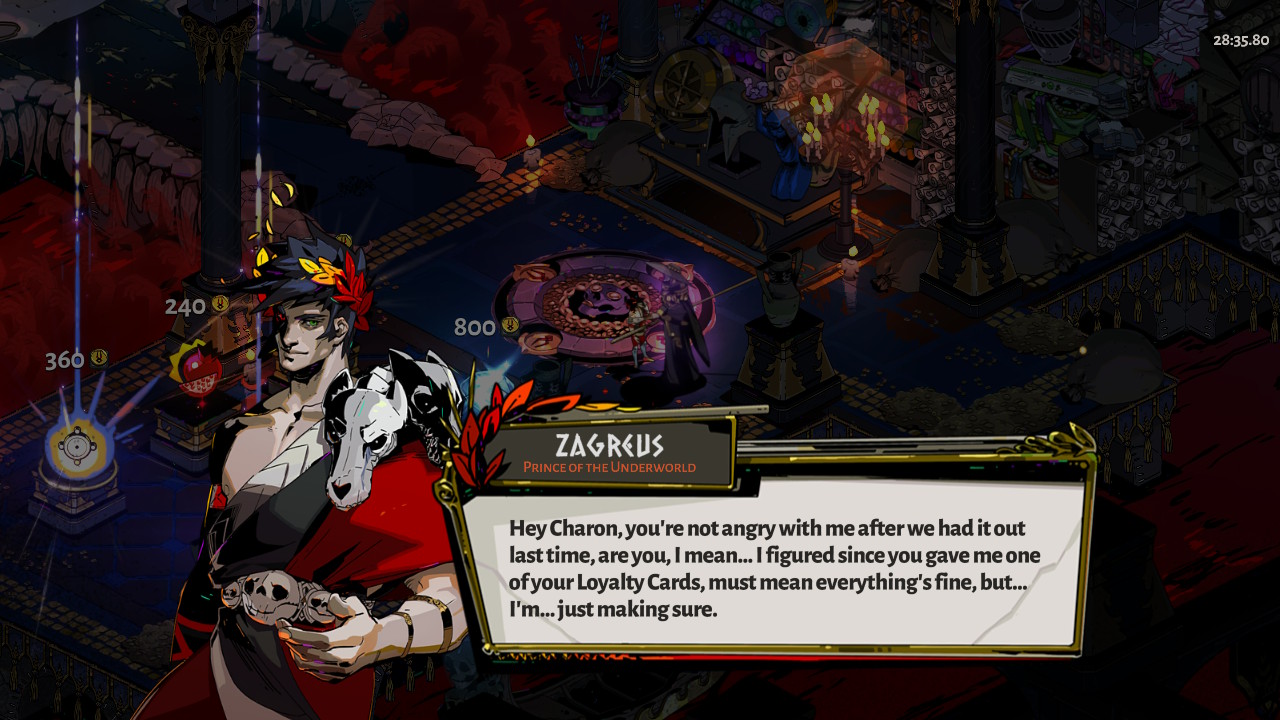 28:35.80
240
800
360
ZAGREUS
PRINCE OF THE UNDERWORLD
Hey Charon, you're not angry with me after we had it out
last time, are you, I mean... I figured since you gave me one
of your Loyalty Cards, must mean everything's fine, but...
I'm... just making sure.